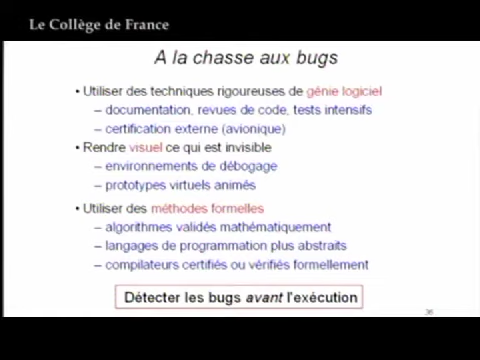 Le Collège de France
A la chasse aux bugs
• Utiliser des techniques rigoureuses de génie logiciel
– documentation, revues de code, tests intensifs
– certification externe (avionique)
• Rendre visuel ce qui est invisible
– environnements de débogage
– prototypes virtuels animés
• Utiliser des méthodes formelles
– algorithmes validés mathématiquement
– langages de programmation plus abstraits
– compilateurs certifiés ou vérifiés formellement
Détecter les bugs avant l'exécution
36